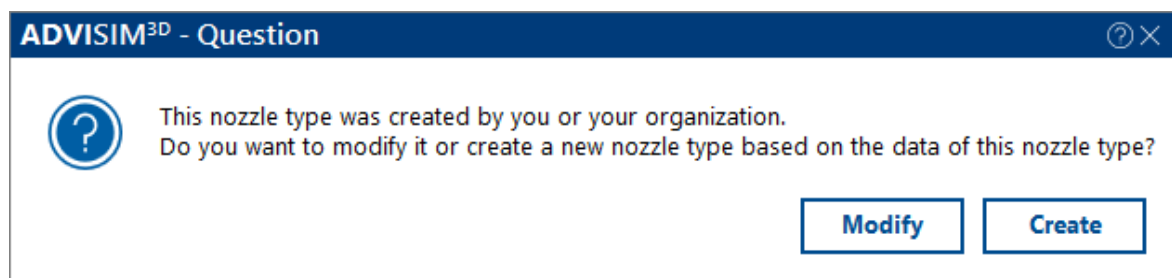 ADVISIM³ᴰ - Question
This nozzle type was created by you or your organization.
Do you want to modify it or create a new nozzle type based on the data of this nozzle type?
Modify Create